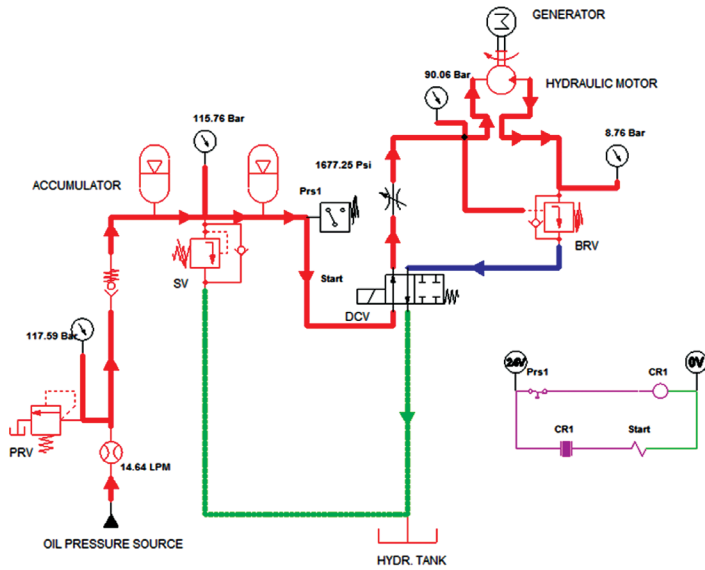 GENERATOR
M
90.06 Bar
HYDRAULIC MOTOR
115.76 Bar
8.76 Bar
1677.25 Psi
ACCUMULATOR
Prs1
BRV
SV
Start
DCV
117.59 Bar
24V
0V
Prs1
CR1
CR1
Start
PRV
14.64 LPM
OIL PRESSURE SOURCE
HYDR. TANK